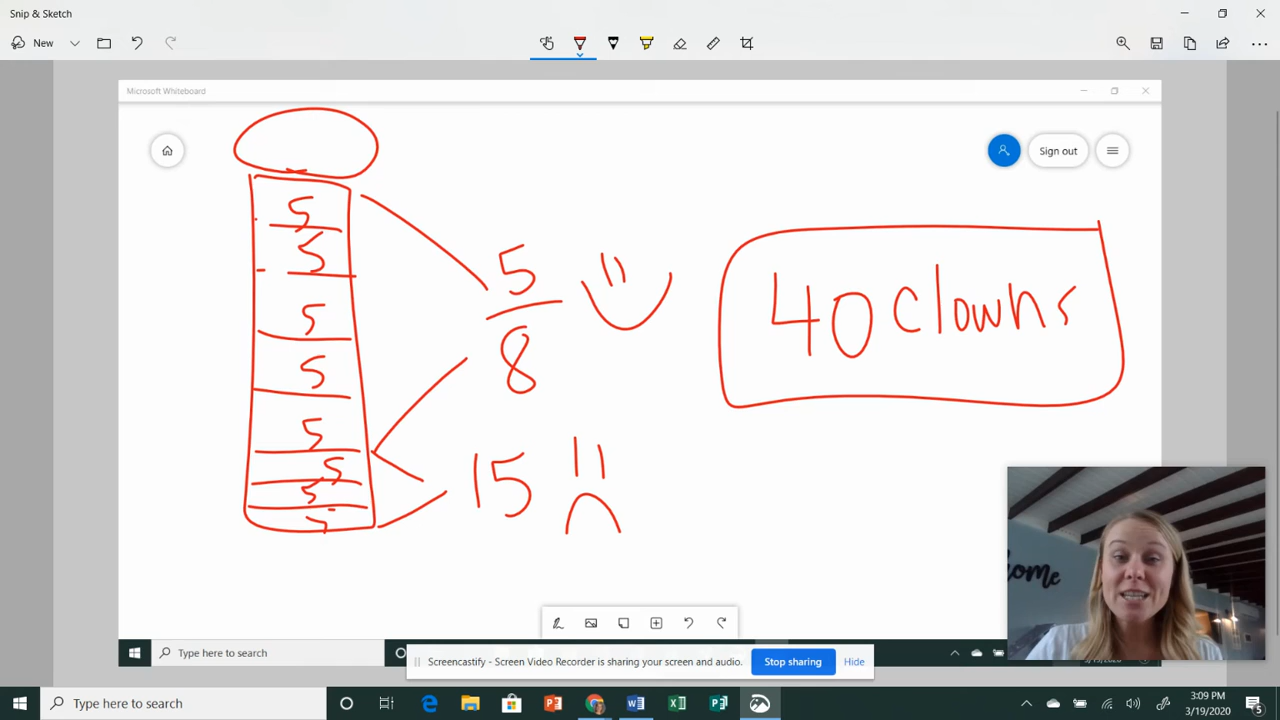 Snip & Sketch
New
Microsoft Whiteboard
Sign out
5
5
5
5
5
5
5
5
5
8
15
40 clowns
home
Type here to search
Screencastify - Screen Video Recorder is sharing your screen and audio.
Stop sharing
Hide
Type here to search
3:09 PM
3/19/2020
5